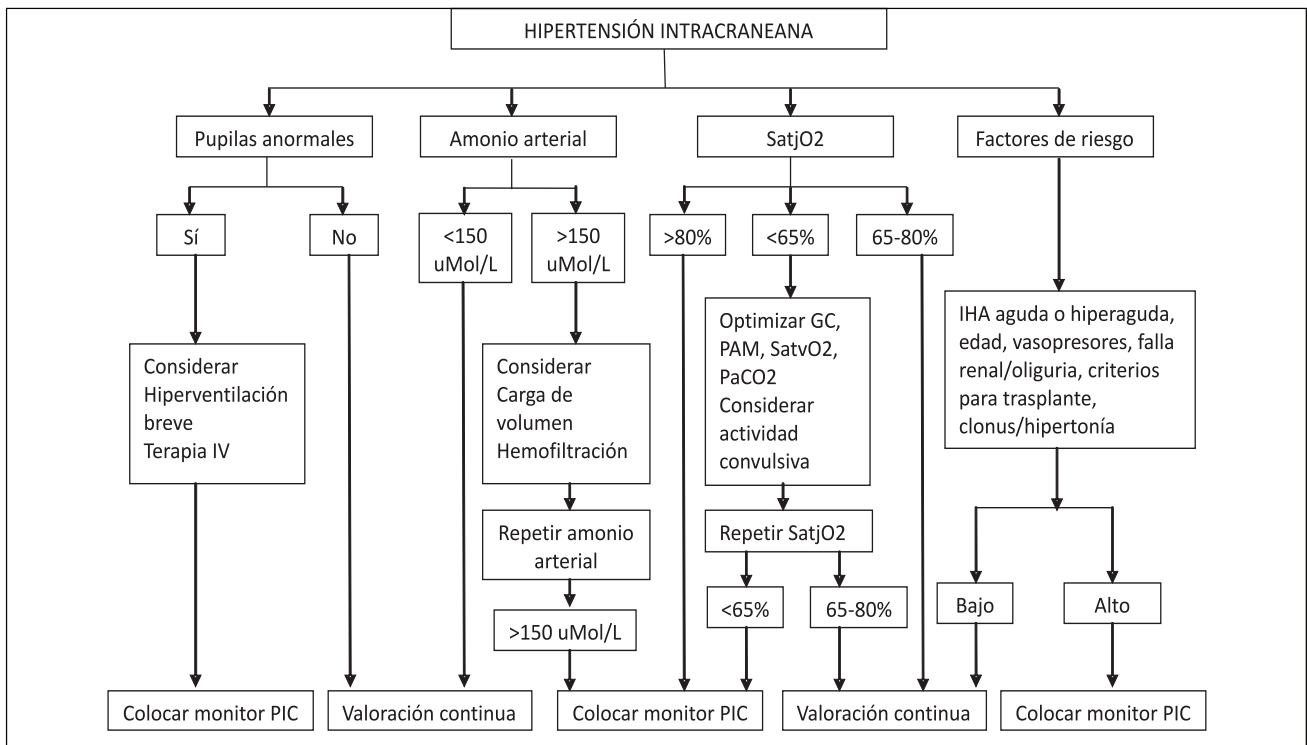 HIPERTENSIÓN INTRACRANEANA
Pupilas anormales
Amonio arterial
SatjO2
Factores de riesgo
Sí
No
<150
uMol/L
>150
uMol/L
>80%
<65%
65-80%
Considerar
Hiperventilación
breve
Terapia IV
Considerar
Carga de
volumen
Hemofiltración
Optimizar GC,
PAM, SatvO2,
PaCO2
Considerar
actividad
convulsiva
IHA aguda o hiperaguda,
edad, vasopresores, falla
renal/oliguria, criterios
para trasplante,
clonus/hipertonía
Repetir amonio
arterial
Repetir SatjO2
>150 uMol/L
<65%
65-80%
Bajo
Alto
Colocar monitor PIC
Valoración continua
Colocar monitor PIC
Valoración continua
Colocar monitor PIC